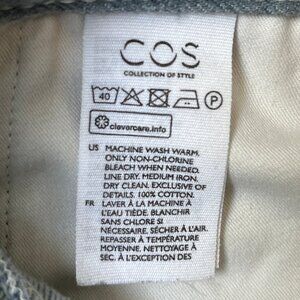 COS
COLLECTION OF STYLE
40 P
clevercare.info
US MACHINE WASH WARM.
ONLY NON-CHLORINE
BLEACH WHEN NEEDED.
LINE DRY. MEDIUM IRON.
DRY CLEAN. EXCLUSIVE OF
DETAILS. 100% COTTON.
FR LAVER À LA MACHINE À
L'EAU TIÈDE. BLANCHIR
SANS CHLORE SI
NÉCESSAIRE. SÉCHER À L'AIR.
REPASSER À TEMPÉRATURE
MOYENNE. NETTOYAGE À
SEC. À L'EXCEPTION DES